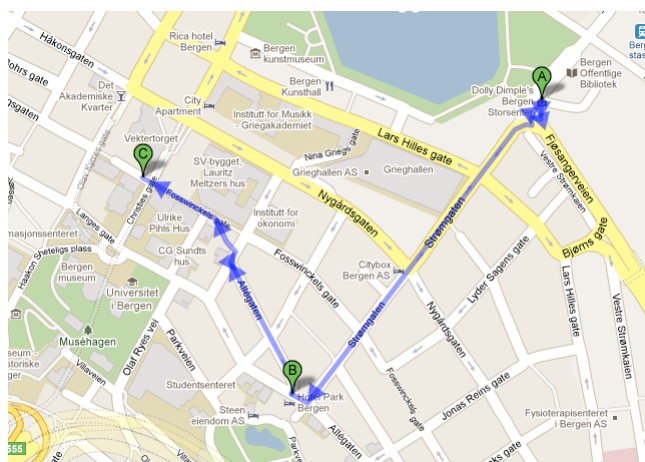 Håkonsgaten
Rica hotel
Bergen
Bergen
kunstmuseum
Det
Akademiske
Kvarter
City
Apartment
Bergen
Kunsthall
Institutt for Musikk
- Griegakademiet
Lars Hilles gate
Dolly Dimple's
Bergen
Storsenter
A
Bergen
Offentlige
Bibliotek
Vektertorget
C
SV-bygget,
Lauritz
Meltzers hus
Nina Griegs gate
Grieghallen AS
Grieghallen
Fjøsangerveien
Vestre Strømkaien
Christies gate
Fosswinckels gate
Nygårdsgaten
Strømgaten
Langes gate
Ulrike
Pihls Hus
Institutt for
økonomi
CG Sundts
hus
Haakon Sheteligs plass
Bergen
museum
Fosswinckels gate
Citybox
Bergen AS
Lyder Sagens gate
Bjørns gate
Universitet
i Bergen
Allégaten
Strømgaten
Nygårdsgaten
Lars Hilles gate
Vestre Strømkaien
Muséhagen
Olaf Ryes vei
Parkveien
Villaveien
Studentsenteret
B
Hotel Park
Bergen
Fosswinckels gate
Jonas Reins gate
Steen
eiendom AS
Allégaten
Parkveien
Fysioterapisenteret
i Bergen AS
555